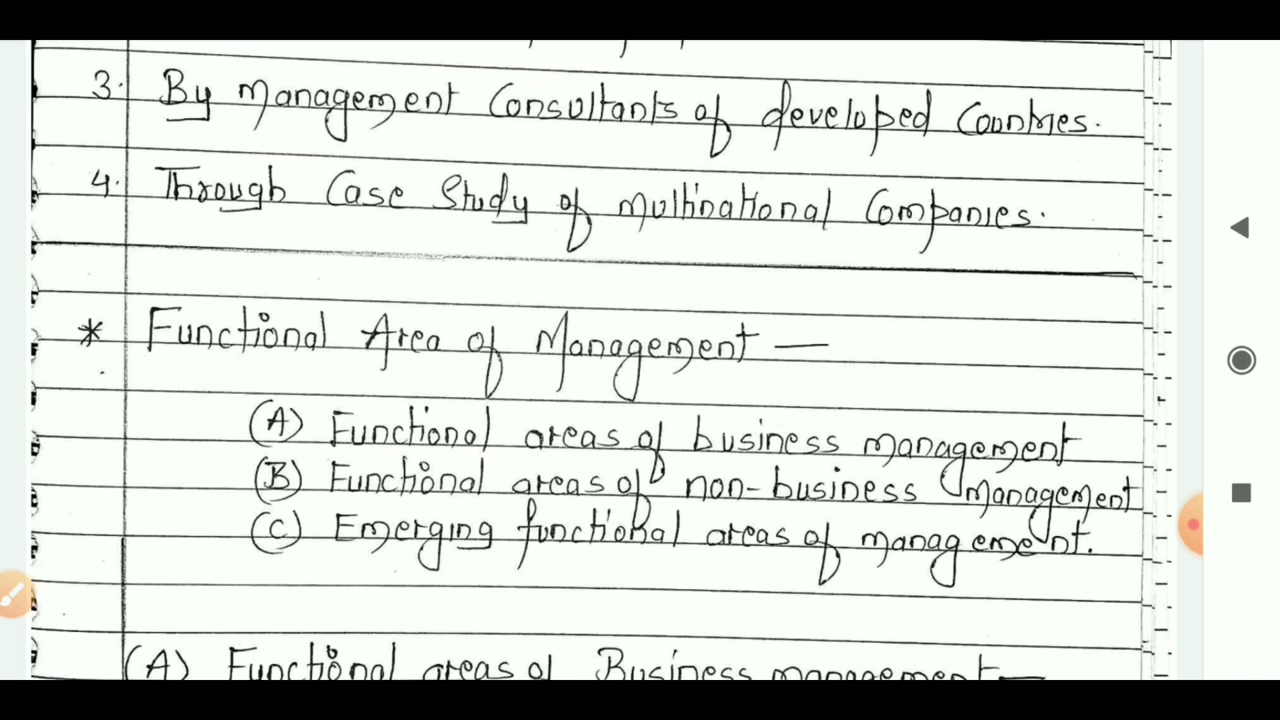 3. By Management Consultants of developed Countries.
4. Through Case Study of Multinational Companies.
* Functional Area of Management —
(A) Functional areas of business management
(B) Functional areas of non-business management
(C) Emerging functional areas of management.
(A) Functional areas of Business management —